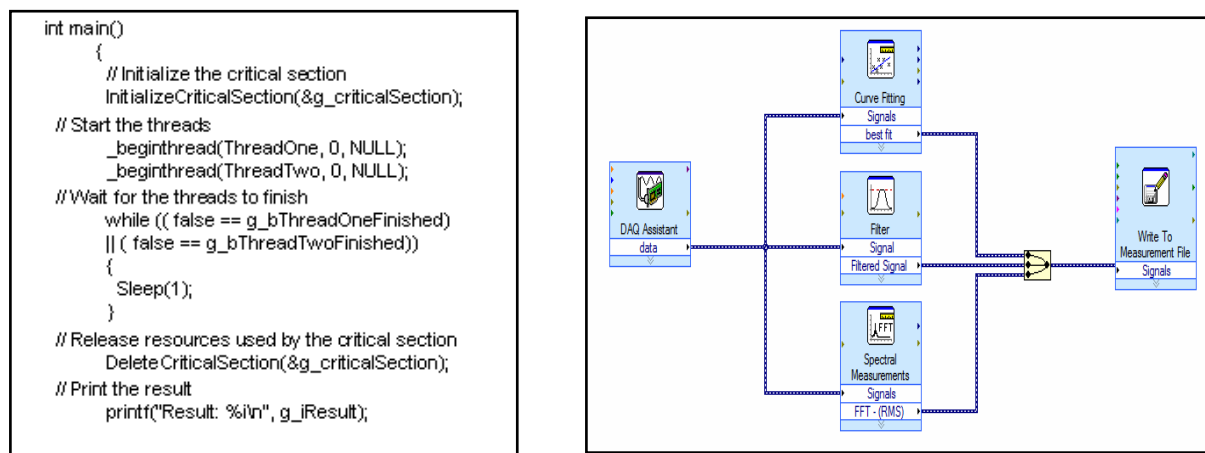 int main()
{
// Initialize the critical section
InitializeCriticalSection(&g_criticalSection);
// Start the threads
_beginthread(ThreadOne, 0, NULL);
_beginthread(ThreadTwo, 0, NULL);
// Wait for the threads to finish
while (( false == g_bThreadOneFinished)
|| ( false == g_bThreadTwoFinished))
{
Sleep(1);
}
// Release resources used by the critical section
DeleteCriticalSection(&g_criticalSection);
// Print the result
printf("Result: %i\n", g_iResult);
DAQ Assistant
data
Curve Fitting
Signals
best fit
Filter
Signal
Filtered Signal
FFT
Spectral
Measurements
Signals
FFT - (RMS)
Write To
Measurement File
Signals